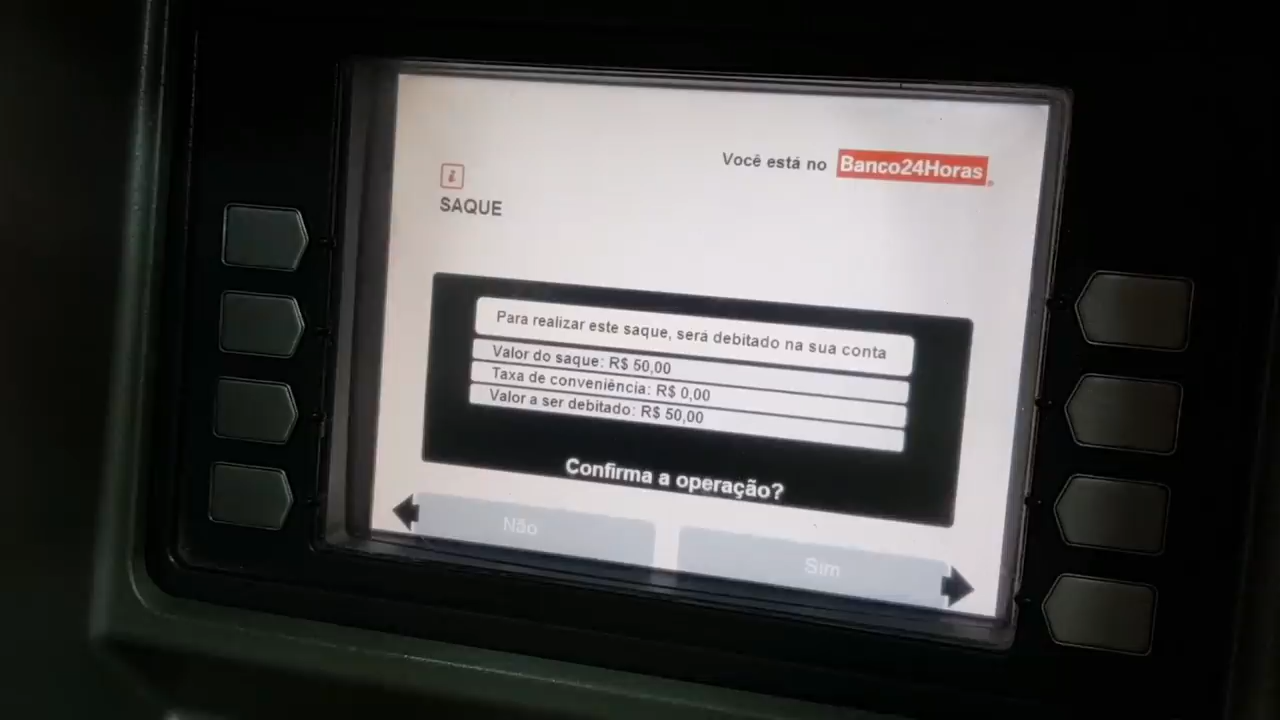 Você está no Banco24Horas
i
SAQUE
Para realizar este saque, será debitado na sua conta
Valor do saque: R$ 50,00
Taxa de conveniência: R$ 0,00
Valor a ser debitado: R$ 50,00
Confirma a operação?
Não
Sim